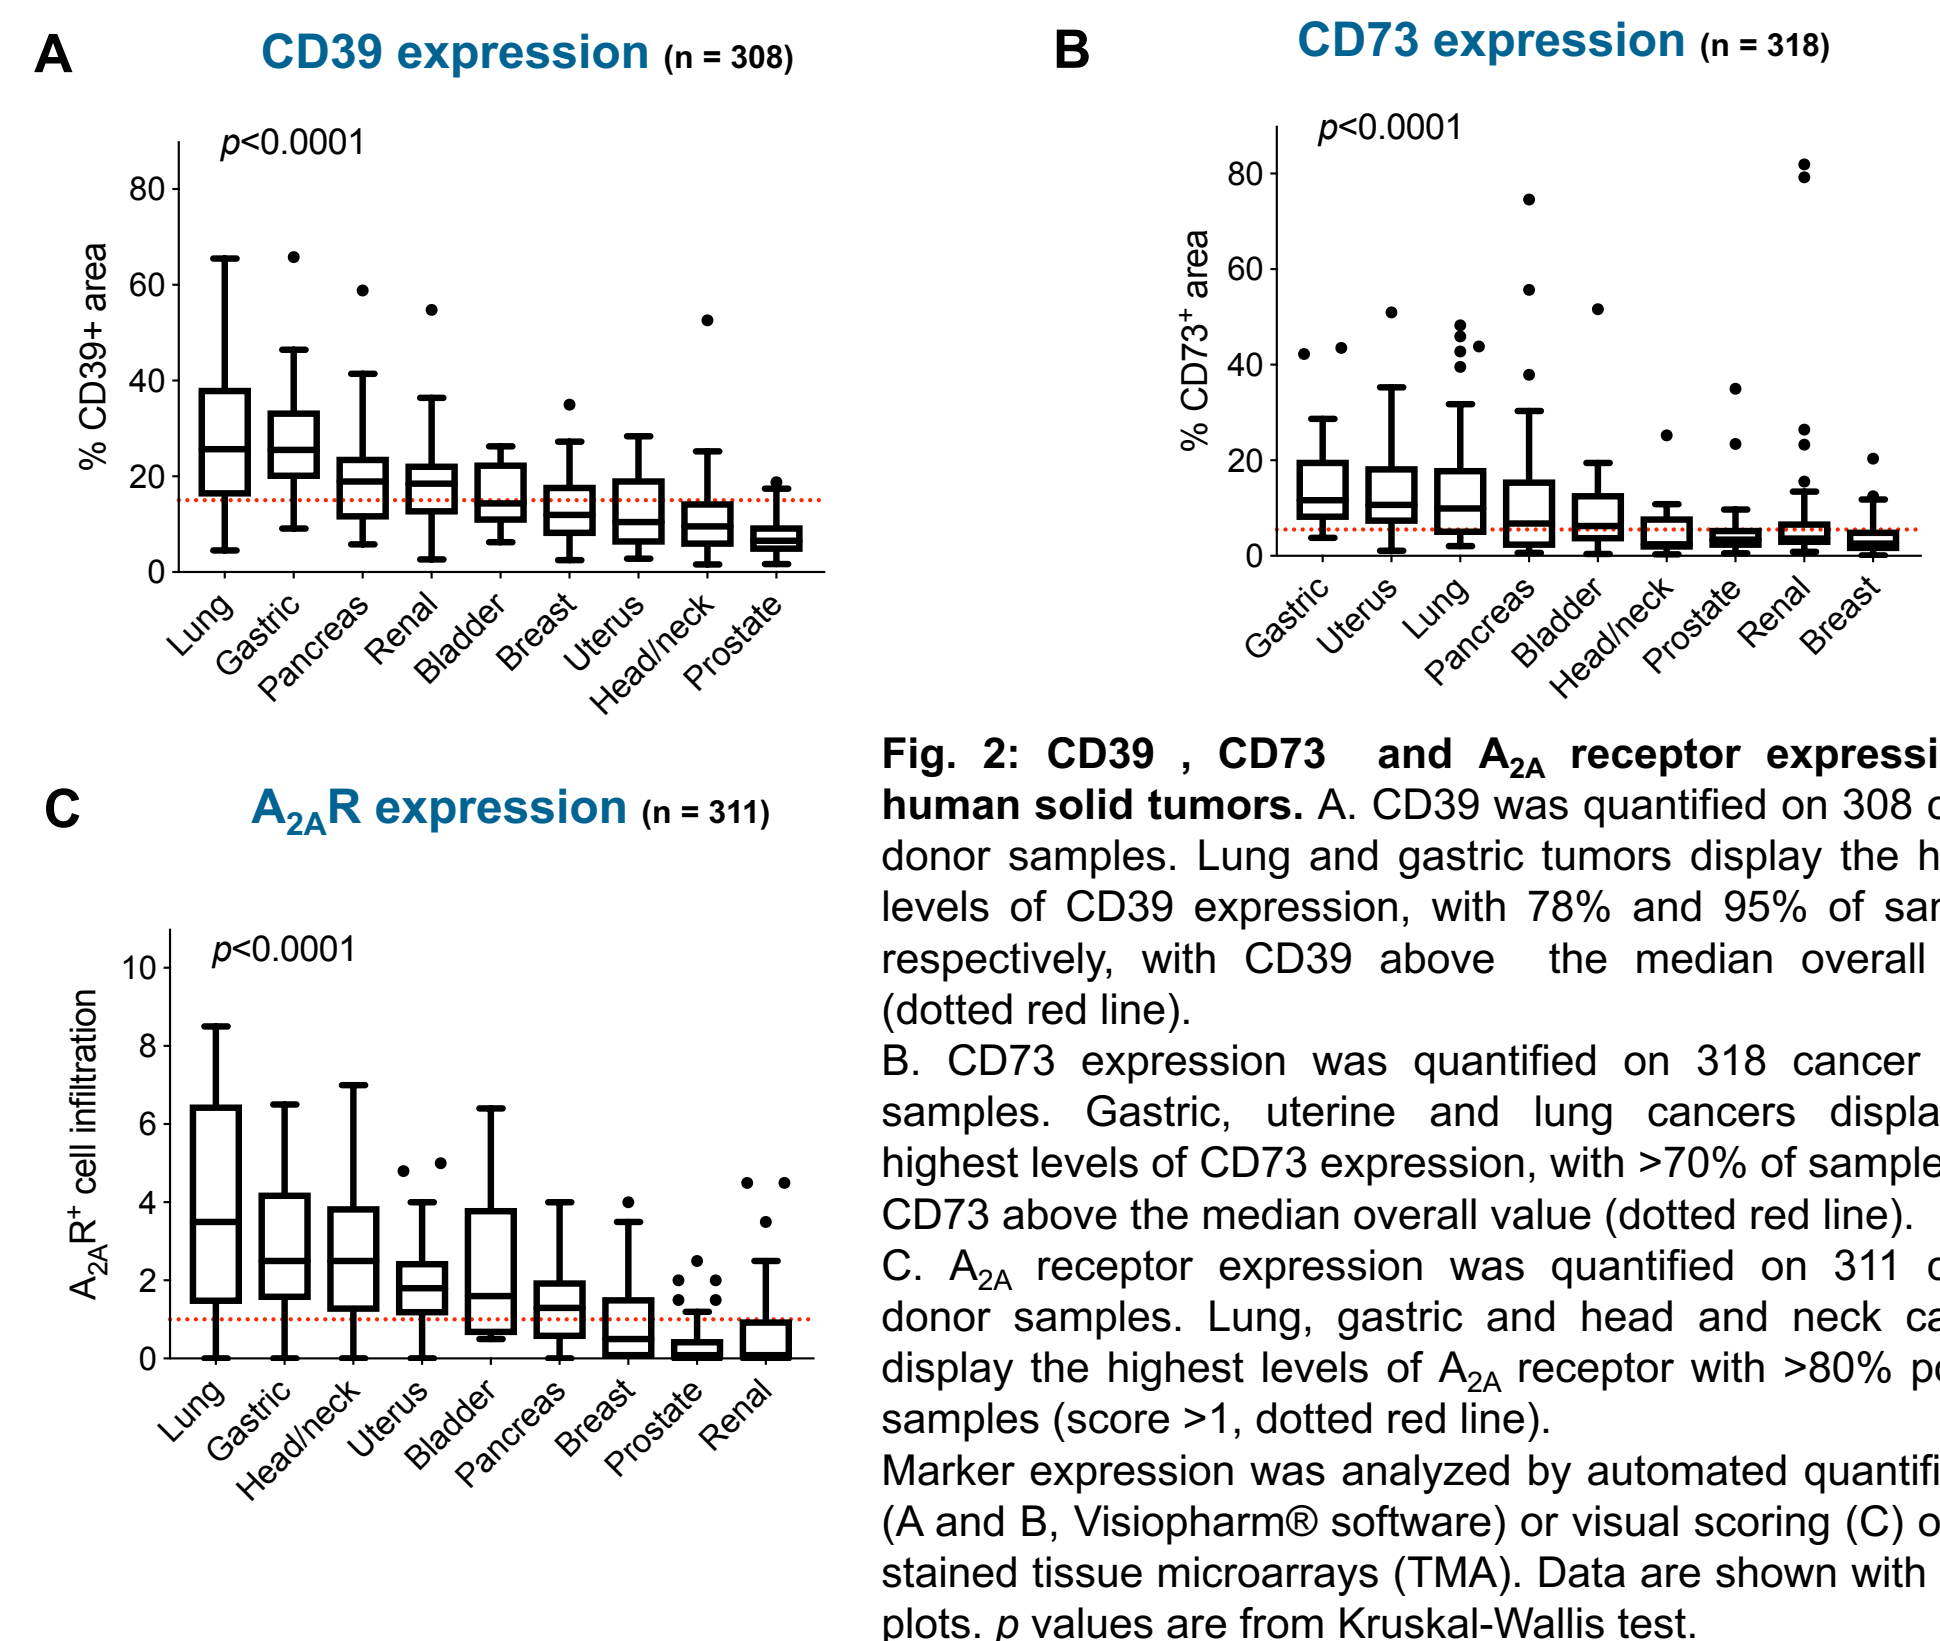 A
CD39 expression (n = 308)
p<0.0001
% CD39+ area
80
60
40
20
0
Lung
Gastric
Pancreas
Renal
Bladder
Breast
Uterus
Head/neck
Prostate
B
CD73 expression (n = 318)
p<0.0001
% CD73+ area
80
60
40
20
0
Gastric
Uterus
Lung
Pancreas
Bladder
Head/neck
Prostate
Renal
Breast
C
A2AR expression (n = 311)
p<0.0001
A2AR+ cell infiltration
10
8
6
4
2
0
Lung
Gastric
Head/neck
Uterus
Bladder
Pancreas
Breast
Prostate
Renal
Fig. 2: CD39 , CD73 and A2A receptor expressi
human solid tumors. A. CD39 was quantified on 308
donor samples. Lung and gastric tumors display the
levels of CD39 expression, with 78% and 95% of
respectively, with CD39 above the median overall
(dotted red line).
B. CD73 expression was quantified on 318 cancer
samples. Gastric, uterine and lung cancers displa
highest levels of CD73 expression, with >70% of sample
CD73 above the median overall value (dotted red line).
C. A2A receptor expression was quantified on 311
donor samples. Lung, gastric and head and neck ca
display the highest levels of A2A receptor with >80%
samples (score >1, dotted red line).
Marker expression was analyzed by automated quantifi
(A and B, Visiopharm® software) or visual scoring (C)
stained tissue microarrays (TMA). Data are shown with
plots. p values are from Kruskal-Wallis test.